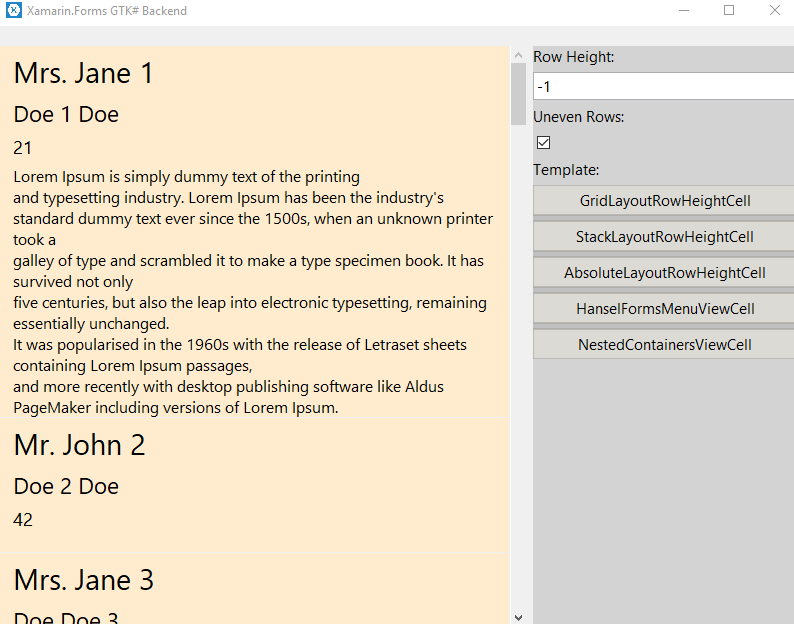 Xamarin.Forms GTK# Backend
Mrs. Jane 1
Doe 1 Doe
21
Lorem Ipsum is simply dummy text of the printing
and typesetting industry. Lorem Ipsum has been the industry's
standard dummy text ever since the 1500s, when an unknown printer
took a
galley of type and scrambled it to make a type specimen book. It has
survived not only
five centuries, but also the leap into electronic typesetting, remaining
essentially unchanged.
It was popularised in the 1960s with the release of Letraset sheets
containing Lorem Ipsum passages,
and more recently with desktop publishing software like Aldus
PageMaker including versions of Lorem Ipsum.
Mr. John 2
Doe 2 Doe
42
Mrs. Jane 3
Doe Doe 3
Row Height:
-1
Uneven Rows:
Template:
GridLayoutRowHeightCell
StackLayoutRowHeightCell
AbsoluteLayoutRowHeightCell
HanselFormsMenuViewCell
NestedContainersViewCell